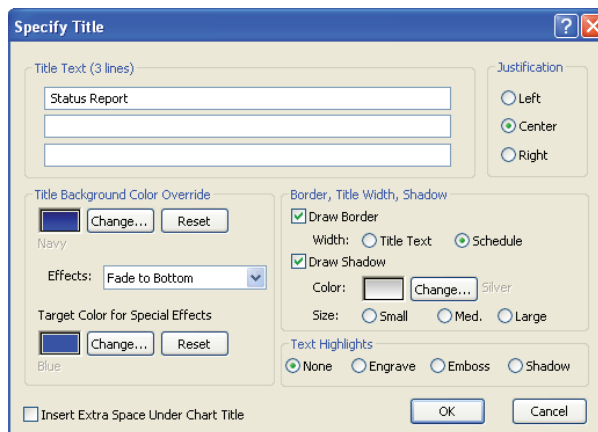 Specify Title
Title Text (3 lines)
Status Report
Justification
Left
Center
Right
Title Background Color Override
Change... Reset
Navy
Effects: Fade to Bottom
Target Color for Special Effects
Change... Reset
Blue
Border, Title Width, Shadow
Draw Border
Width: Title Text Schedule
Draw Shadow
Color: Change... Silver
Size: Small Med. Large
Text Highlights
None Engrave Emboss Shadow
Insert Extra Space Under Chart Title
OK Cancel